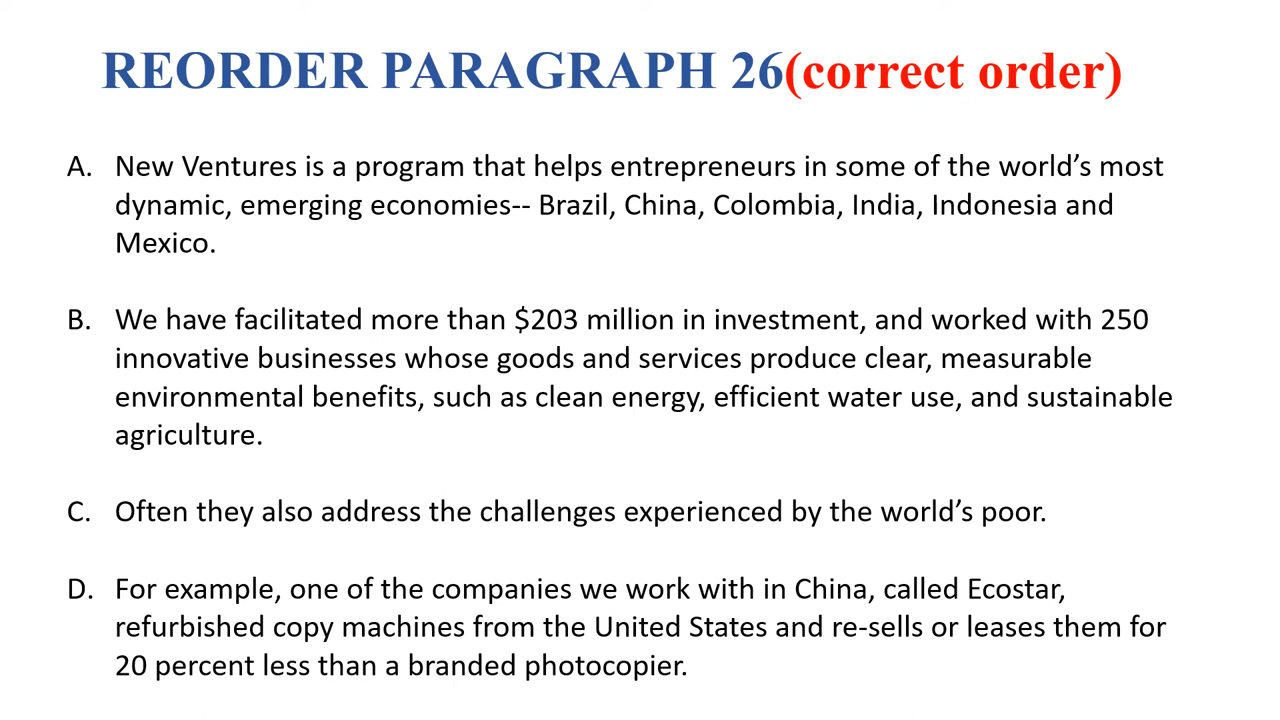 REORDER PARAGRAPH 26(correct order)
A. New Ventures is a program that helps entrepreneurs in some of the world’s most
dynamic, emerging economies-- Brazil, China, Colombia, India, Indonesia and
Mexico.
B. We have facilitated more than $203 million in investment, and worked with 250
innovative businesses whose goods and services produce clear, measurable
environmental benefits, such as clean energy, efficient water use, and sustainable
agriculture.
C. Often they also address the challenges experienced by the world’s poor.
D. For example, one of the companies we work with in China, called Ecostar,
refurbished copy machines from the United States and re-sells or leases them for
20 percent less than a branded photocopier.